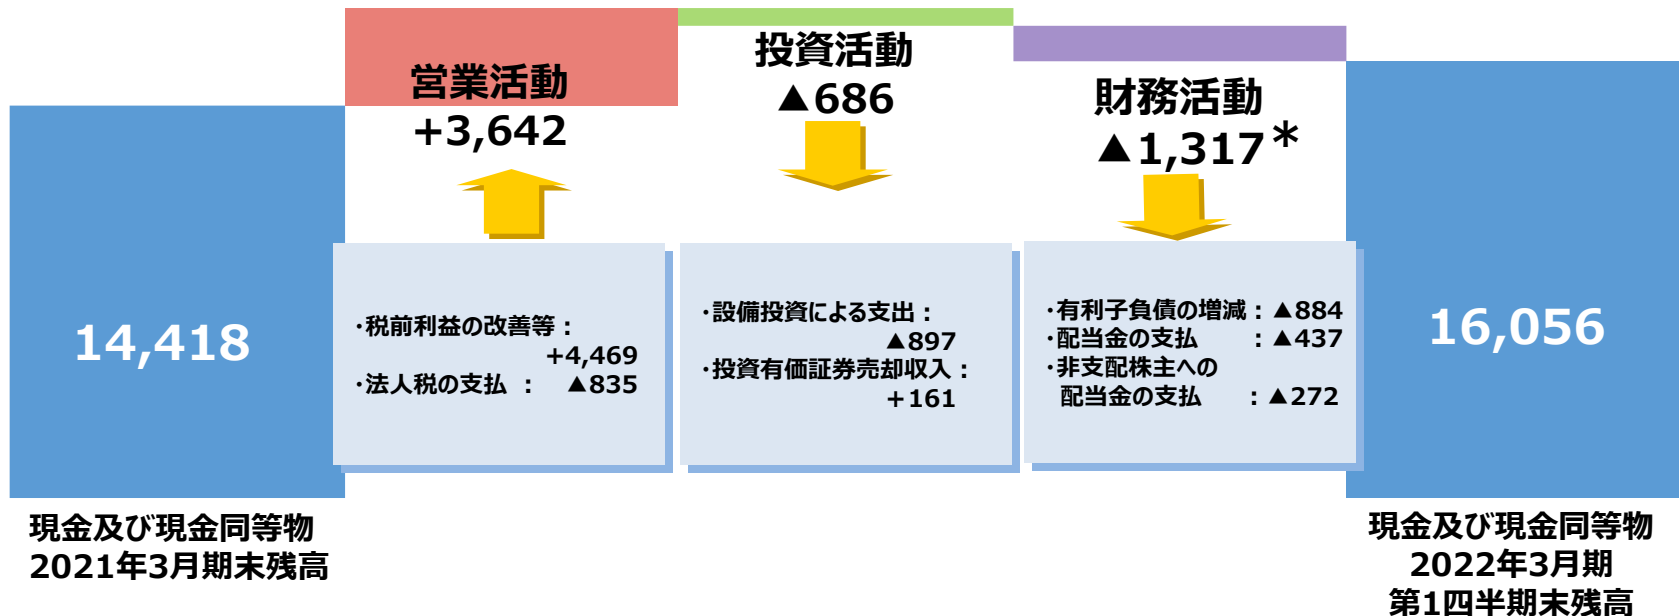 営業活動
+3,642
投資活動
▲686
財務活動
▲1,317*
14,418
・税前利益の改善等：
+4,469
・法人税の支払 ： ▲835
・設備投資による支出：
▲897
・投資有価証券売却収入：
+161
・有利子負債の増減：▲884
・配当金の支払 ：▲437
・非支配株主への
配当金の支払 ：▲272
16,056
現金及び現金同等物
2021年3月期末残高
現金及び現金同等物
2022年3月期
第1四半期末残高